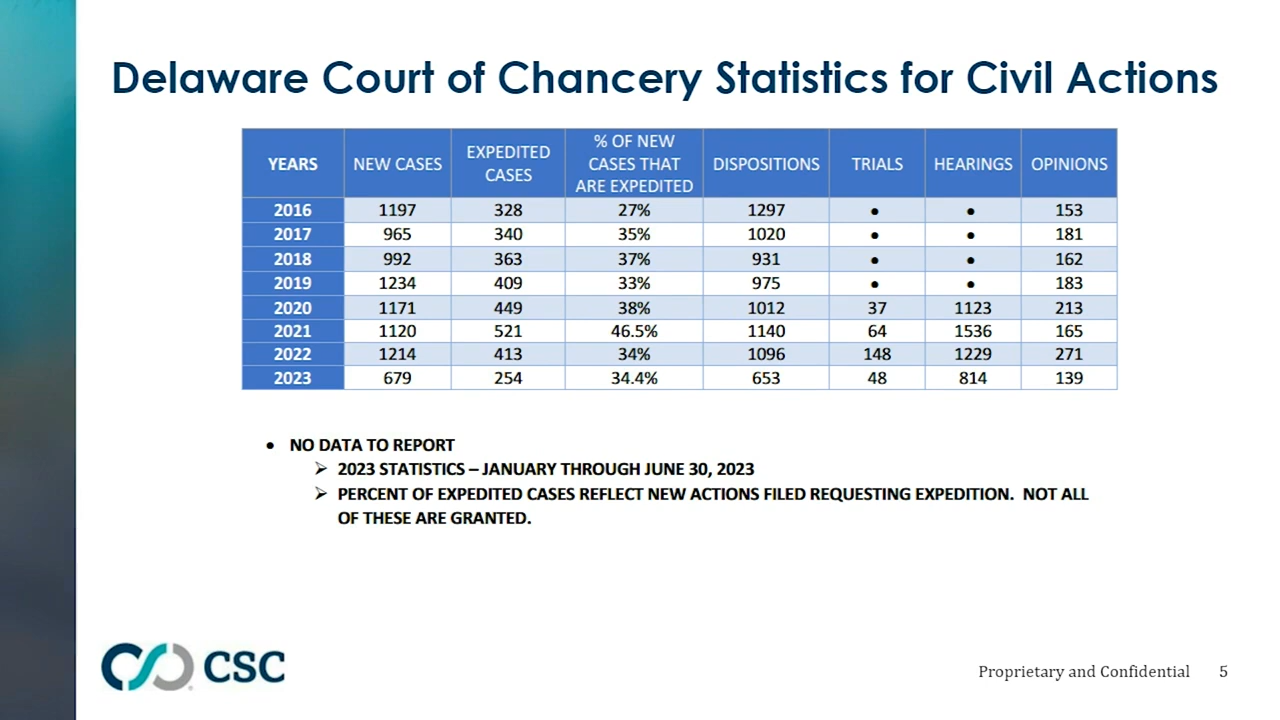 Delaware Court of Chancery Statistics for Civil Actions
YEARS NEW CASES EXPEDITED CASES % OF NEW CASES THAT ARE EXPEDITED DISPOSITIONS TRIALS HEARINGS OPINIONS
2016 1197 328 27% 1297 • • 153
2017 965 340 35% 1020 • • 181
2018 992 363 37% 931 • • 162
2019 1234 409 33% 975 • • 183
2020 1171 449 38% 1012 37 1123 213
2021 1120 521 46.5% 1140 64 1536 165
2022 1214 413 34% 1096 148 1229 271
2023 679 254 34.4% 653 48 814 139
• NO DATA TO REPORT
➢ 2023 STATISTICS – JANUARY THROUGH JUNE 30, 2023
➢ PERCENT OF EXPEDITED CASES REFLECT NEW ACTIONS FILED REQUESTING EXPEDITION. NOT ALL
OF THESE ARE GRANTED.
CSC
Proprietary and Confidential 5